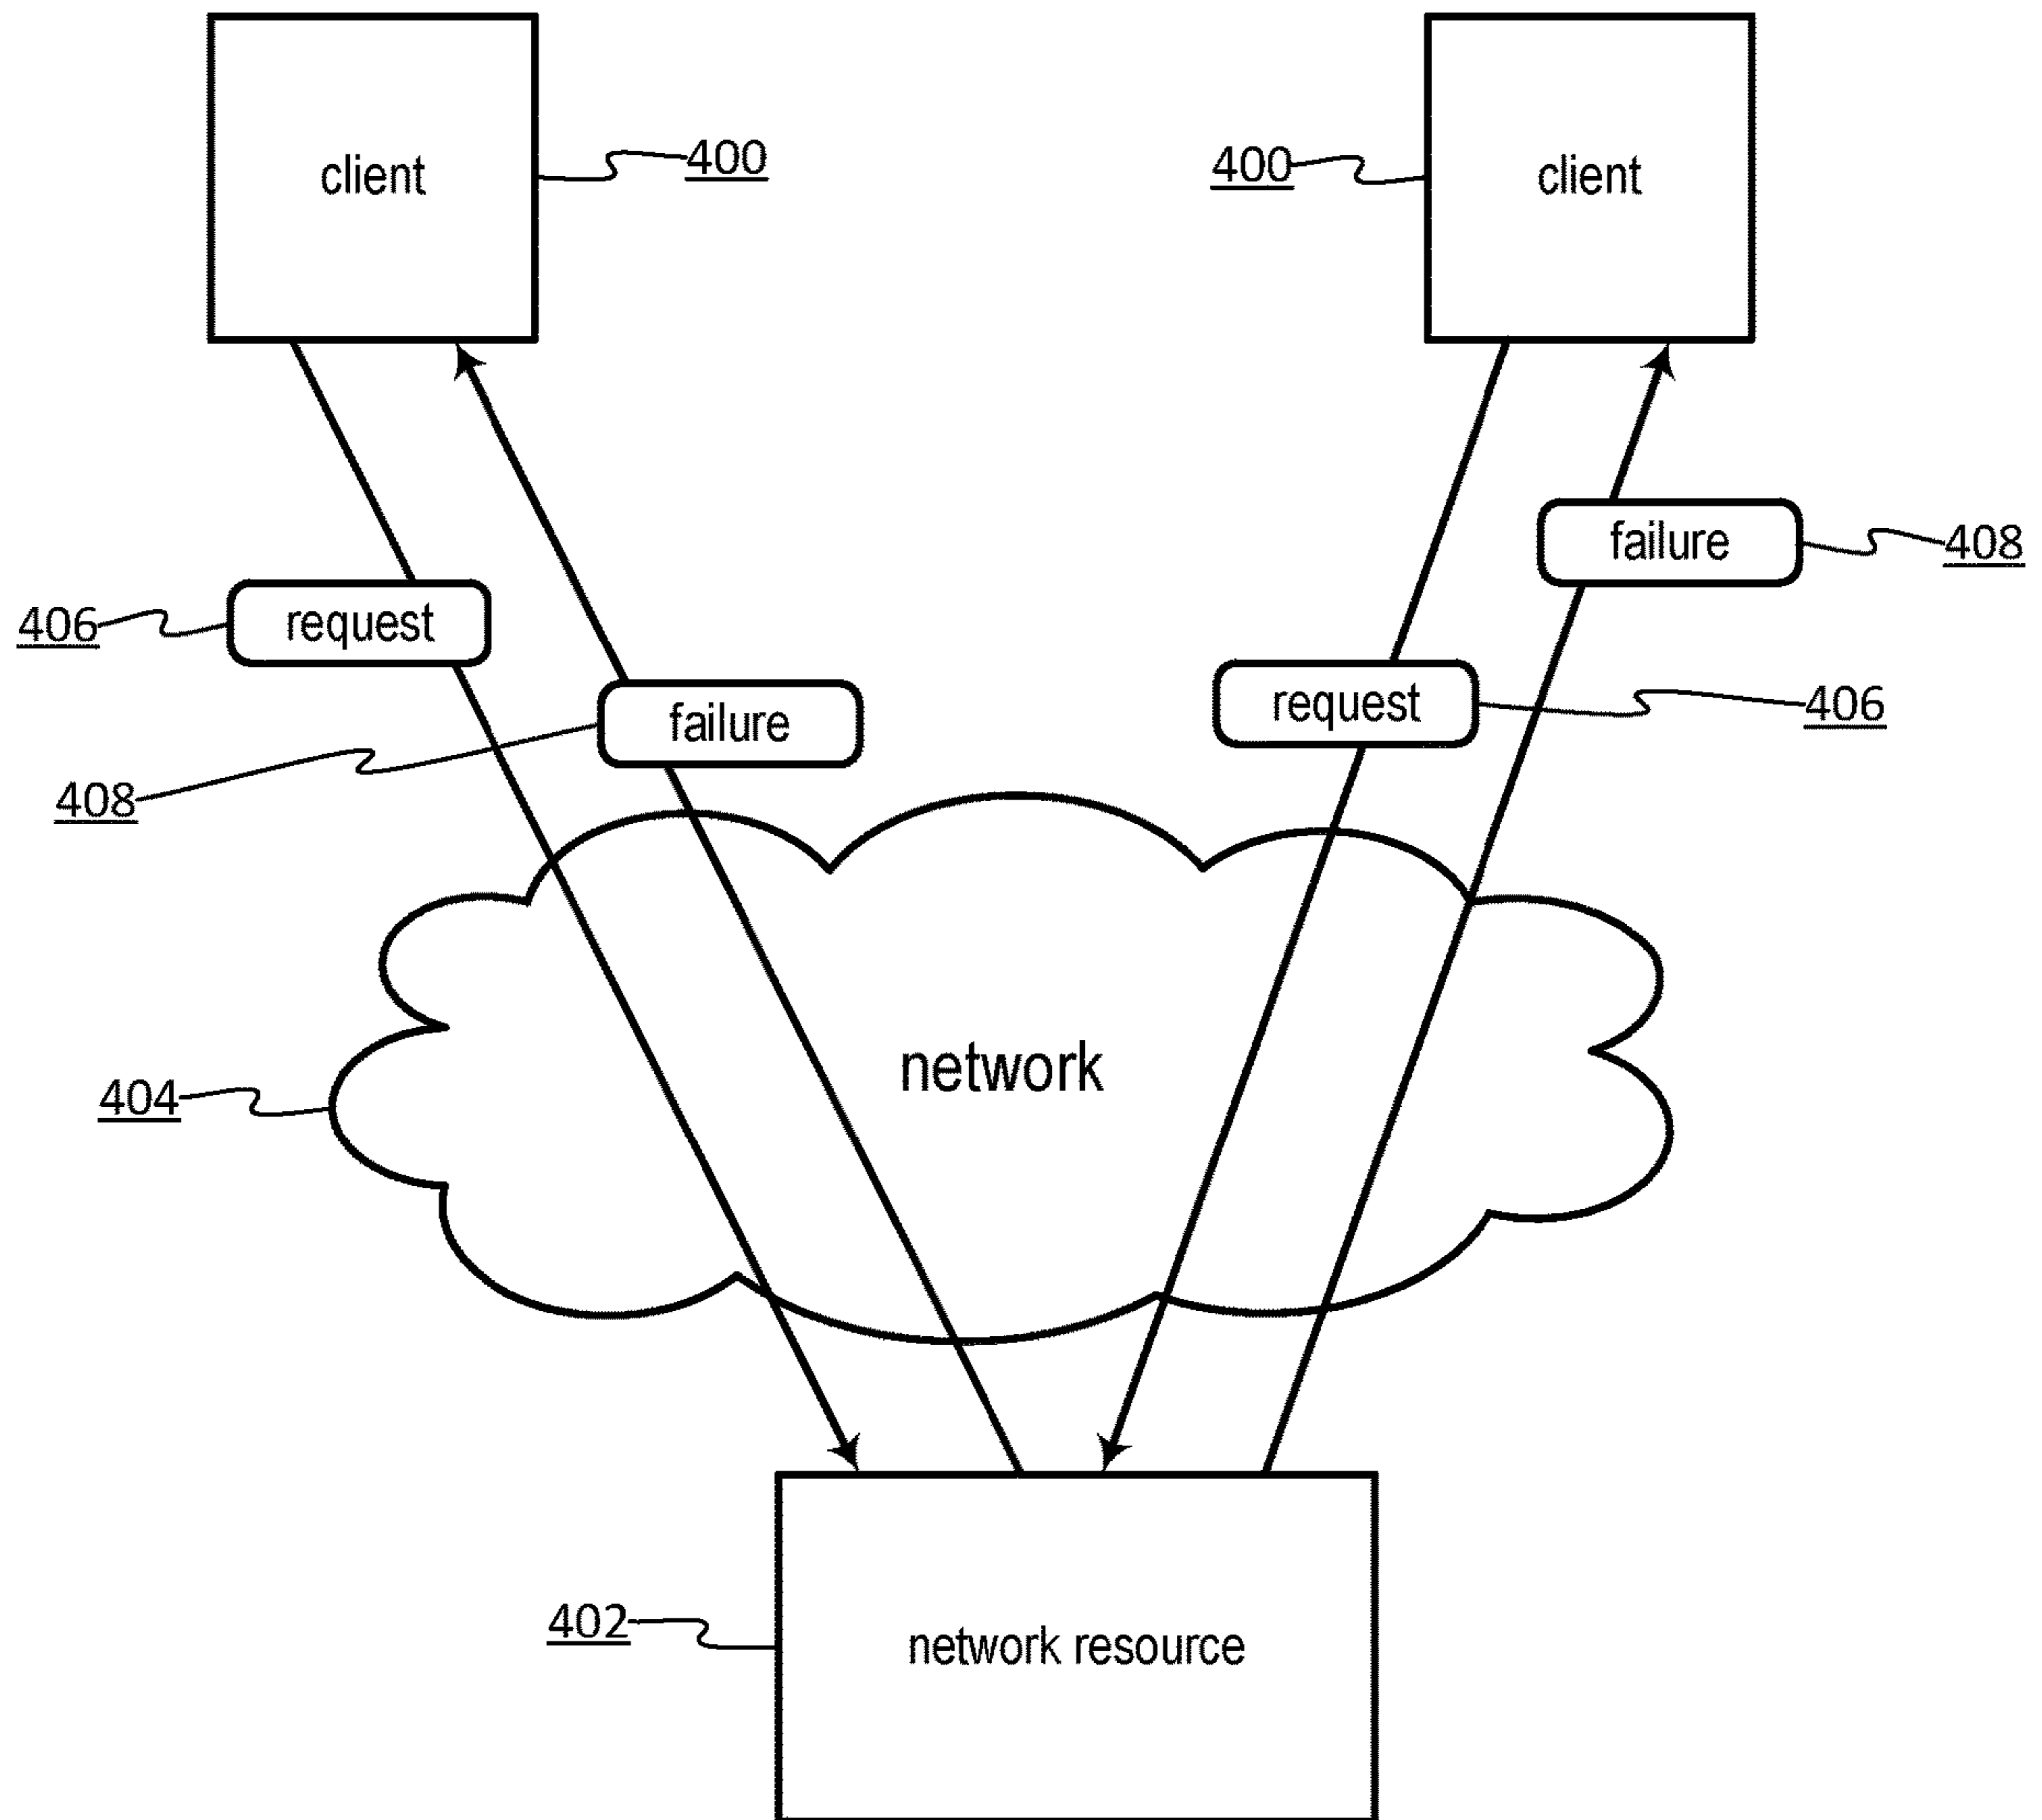 client
400
400
client
failure
408
406
request
request
406
failure
408
network
404
402
network resource